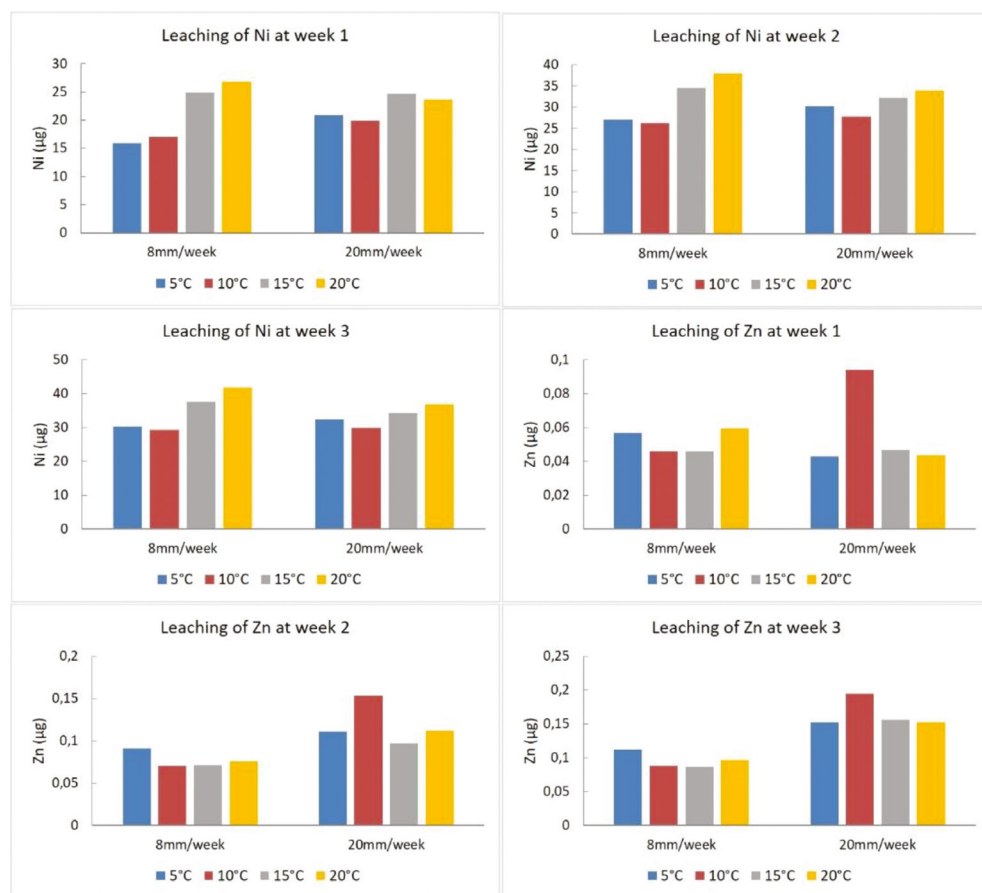 Leaching of Ni at week 1
30
25
20
15
10
5
0
Ni (µg)
8mm/week 20mm/week
5°C 10°C 15°C 20°C
Leaching of Ni at week 2
40
35
30
25
20
15
10
5
0
Ni (µg)
8mm/week 20mm/week
5°C 10°C 15°C 20°C
Leaching of Ni at week 3
50
40
30
20
10
0
Ni (µg)
8mm/week 20mm/week
5°C 10°C 15°C 20°C
Leaching of Zn at week 1
0,1
0,08
0,06
0,04
0,02
0
Zn (µg)
8mm/week 20mm/week
5°C 10°C 15°C 20°C
Leaching of Zn at week 2
0,2
0,15
0,1
0,05
0
Zn (µg)
8mm/week 20mm/week
5°C 10°C 15°C 20°C
Leaching of Zn at week 3
0,25
0,2
0,15
0,1
0,05
0
Zn (µg)
8mm/week 20mm/week
5°C 10°C 15°C 20°C